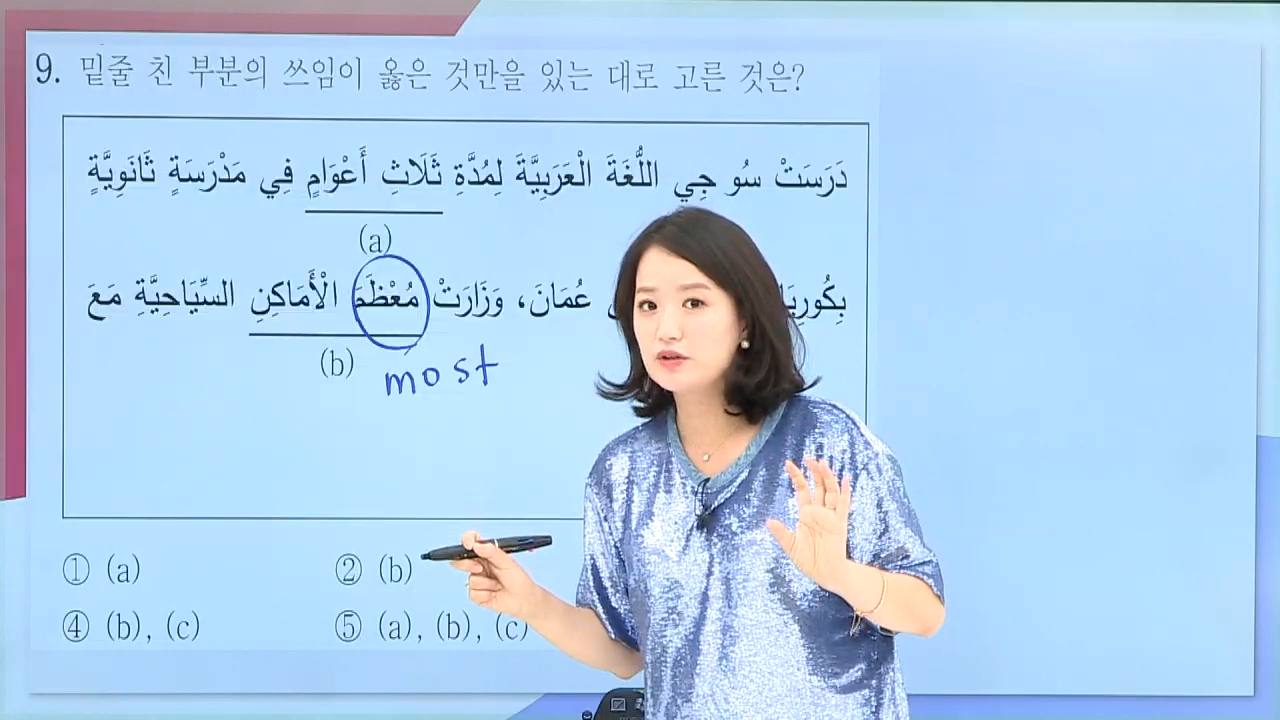 9. 밑줄 친 부분의 쓰임이 옳은 것만을 있는 대로 고른 것은?
دَرَسَتْ سُو جِي اللُّغَةَ الْعَرَبِيَّةَ لِمُدَّةِ ثَلَاثِ أَعْوَامٍ فِي مَدْرَسَةٍ ثَانَوِيَّةٍ
(a)
عُمَانَ، وَزَارَتْ مُعْظَمَ الْأَمَاكِنِ السِّيَاحِيَّةِ مَعَ
(b)
most
① (a) ② (b)
④ (b), (c) ⑤ (a), (b), (c)